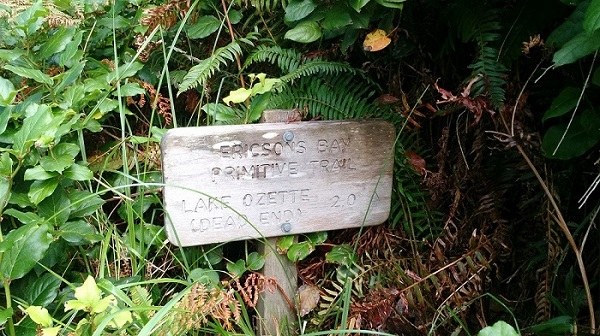 ERICSONS BAY
PRIMITIVE TRAIL
LAKE OZETTE 2.0
(DEAD END)